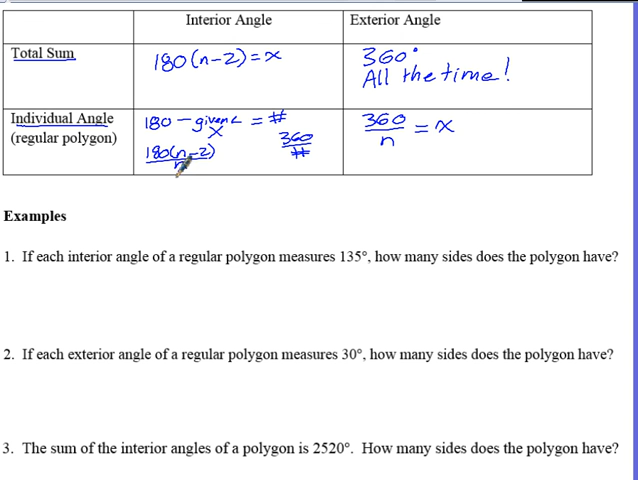 Interior Angle Exterior Angle
Total Sum 180(n-2)=x 360°
All the time!
Individual Angle 180 - given ∠ = # 360/n = x
(regular polygon) x 360/#
180(n-2)/n
Examples
1. If each interior angle of a regular polygon measures 135°, how many sides does the polygon have?
2. If each exterior angle of a regular polygon measures 30°, how many sides does the polygon have?
3. The sum of the interior angles of a polygon is 2520°. How many sides does the polygon have?